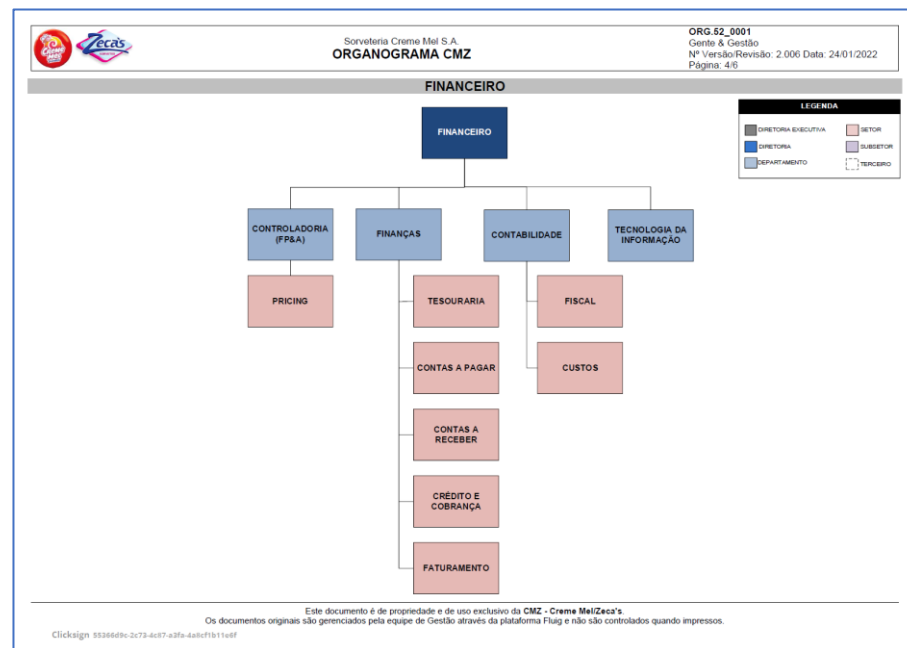 Creme
Mel
Zeca's
Sorveteria Creme Mel S.A.
ORGANOGRAMA CMZ
ORG.52_0001
Gente & Gestão
Nº Versão/Revisão: 2.006 Data: 24/01/2022
Página: 4/6
FINANCEIRO
LEGENDA
DIRETORIA EXECUTIVA
SETOR
DIRETORIA
SUBSETOR
DEPARTAMENTO
TERCEIRO
FINANCEIRO
CONTROLADORIA
(FP&A)
FINANÇAS
CONTABILIDADE
TECNOLOGIA DA
INFORMAÇÃO
PRICING
TESOURARIA
FISCAL
CONTAS A PAGAR
CUSTOS
CONTAS A
RECEBER
CRÉDITO E
COBRANÇA
FATURAMENTO
Este documento é de propriedade e de uso exclusivo da CMZ - Creme Mel/Zeca's.
Os documentos originais são gerenciados pela equipe de Gestão através da plataforma Fluig e não são controlados quando impressos.
Clicksign